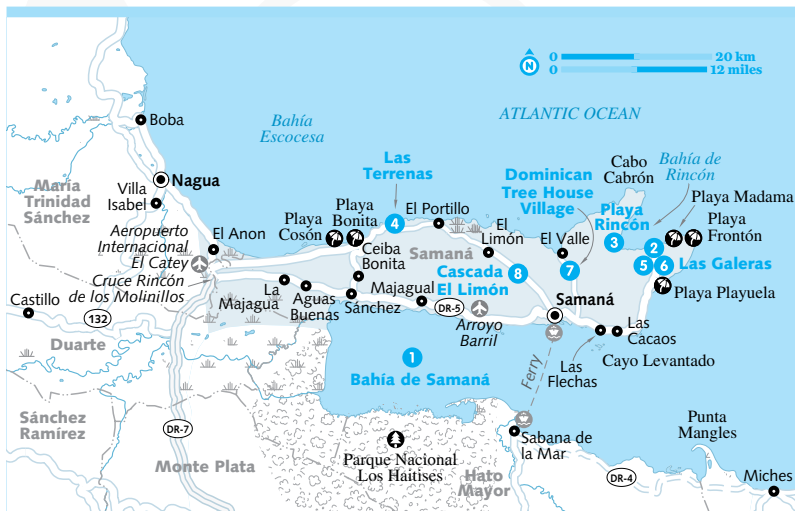 0
20 km
N
0
12 miles
ATLANTIC OCEAN
Boba
Bahía
Escocesa
Las
Terrenas
Cabo
Cabrón
Bahía de
Rincón
Dominican
Tree House
Village
María
Trinidad
Sánchez
Nagua
Villa
Isabel
Playa Madama
Playa
Rincón
Playa
Bonita
Playa
Cosón
4
El Portillo
Playa
Frontón
Aeropuerto
Internacional
El Catey
El Anon
El
Limón
El Valle
3
2
5
6
Las Galeras
Ceiba
Bonita
Samaná
Cascada
El Limón
8
7
Playa Playuela
Cruce Rincón
de los Molinillos
La
Majagua
Aguas
Buenas
Sánchez
Majagual
DR-5
Arroyo
Barril
Samaná
Castillo
132
Las
Cacaos
Duarte
1
Bahía de Samaná
Ferry
Las
Flechas
Cayo Levantado
Sánchez
Ramírez
DR-7
Monte Plata
Parque Nacional
Los Haitises
Sabana de
la Mar
Hato
Mayor
Punta
Mangles
DR-4
Miches